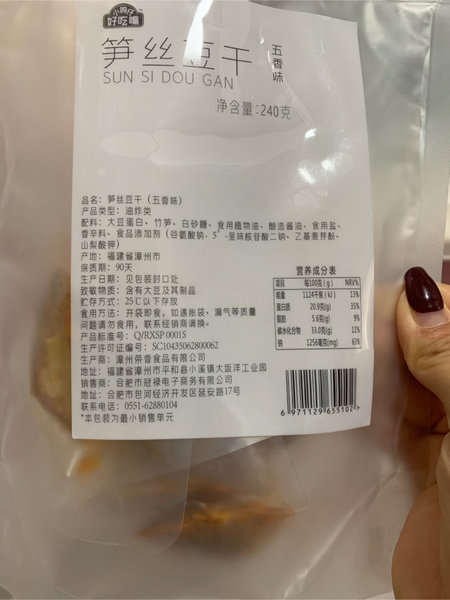 好吃嘴
笋丝豆干
五香味
SUN SI DOU GAN
净含量:240克
品名：笋丝豆干（五香味）
产品类型：油炸类
配料：大豆蛋白、竹笋、白砂糖、食用植物油、酿造酱油、食用盐、
香辛料、食品添加剂（谷氨酸钠、5’-呈味核苷酸二钠、乙基麦芽酚、
山梨酸钾）
产地：福建省漳州市
保质期：90天
生产日期：见包装封口处
致敏物质：含有大豆及其制品
贮存方式：25C以下存放
食用方法：开袋即食，如遇胀袋、漏气等质量
问题请勿食用，联系经销商调换。
产品标准号：Q/RXSP 0001S
生产许可证编号：SC10435062800062
生产商：漳州荣香食品有限公司
地址：福建省漳州市平和县小溪镇大坂洋工业园
销售商：合肥市冠禄电子商务有限公司
地址：合肥市包河经济开发区延安路17号
联系电话：0551-62880104
*本包装为最小销售单元
营养成分表
项目 每100克(g) NRV%
能量 1124千焦(kJ) 13%
蛋白质 20.9克(g) 35%
脂肪 5.6克(g) 9%
碳水化合物 33.0克(g) 11%
钠 1256毫克(mg) 63%
6 971129 655102